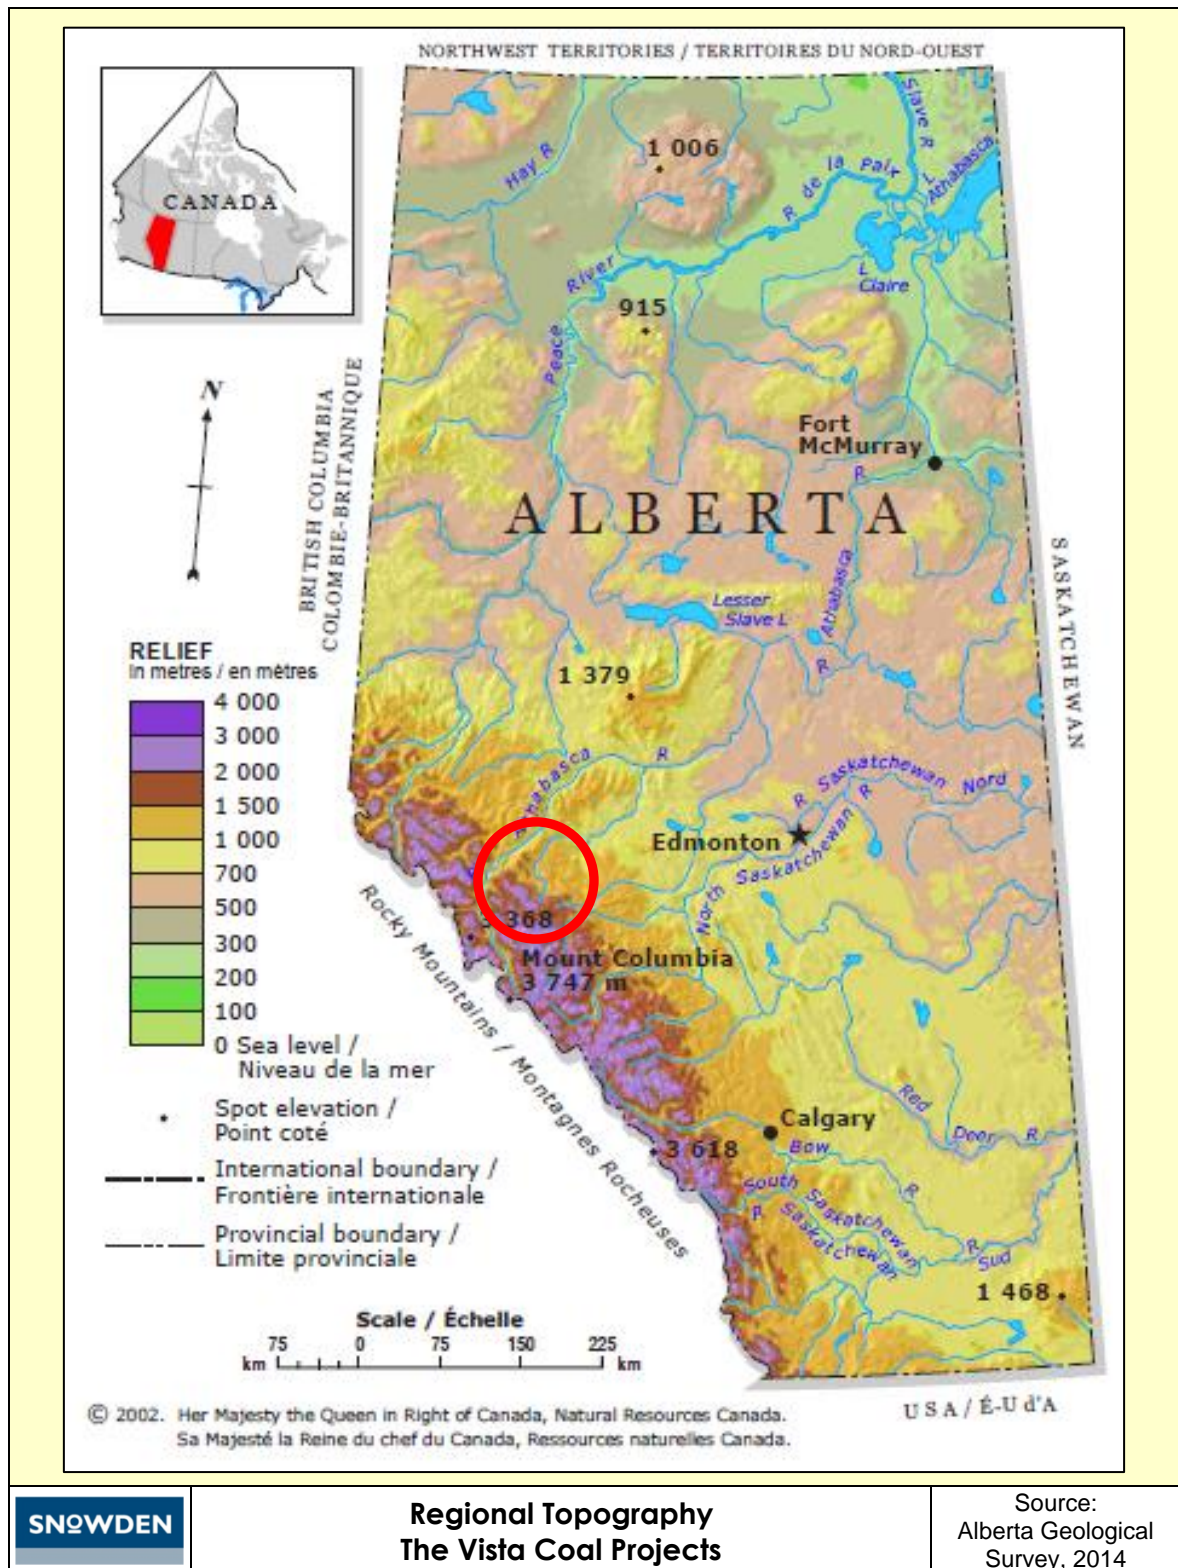 NORTHWEST TERRITORIES / TERRITOIRES DU NORD-OUEST
CANADA
N
BRITISH COLUMBIA
COLOMBIE-BRITANNIQUE
SASKATCHEWAN
Slave R
L Athabasca
Hay R
1 006
R de la Paix
L
Claire
River
Peace
915
Fort
McMurray
R
ALBERTA
Athabasca
R
Lesser
Slave L
1 379
Athabasca R
R Saskatchewan Nord
Edmonton
North Saskatchewan R
368
Mount Columbia
3 747 m
Rocky Mountains / Montagnes Rocheuses
Red Deer R
Calgary
Bow R
3 618
South Saskatchewan R
R Saskatchewan Sud
1 468
RELIEF
In metres / en mètres
4 000
3 000
2 000
1 500
1 000
700
500
300
200
100
0 Sea level /
Niveau de la mer
Spot elevation /
Point coté
International boundary /
Frontière internationale
Provincial boundary /
Limite provinciale
Scale / Échelle
75 0 75 150 225
km km
USA / É-U d'A
© 2002. Her Majesty the Queen in Right of Canada, Natural Resources Canada.
Sa Majesté la Reine du chef du Canada, Ressources naturelles Canada.
SNOWDEN
Regional Topography
The Vista Coal Projects
Source:
Alberta Geological
Survey, 2014